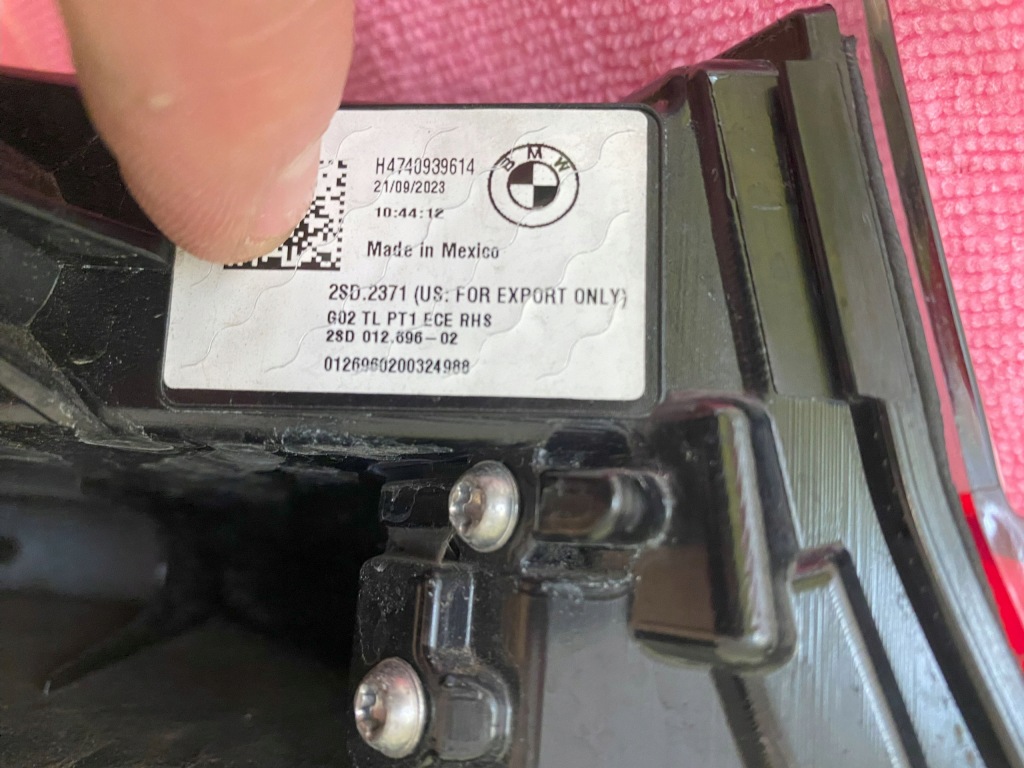 H4740939614
21/09/2023
10:44:12
BMW
Made in Mexico
2SD.2371 (US: FOR EXPORT ONLY)
G02 TL PT1 ECE RHS
2SD 012.696-02
0126960200324988